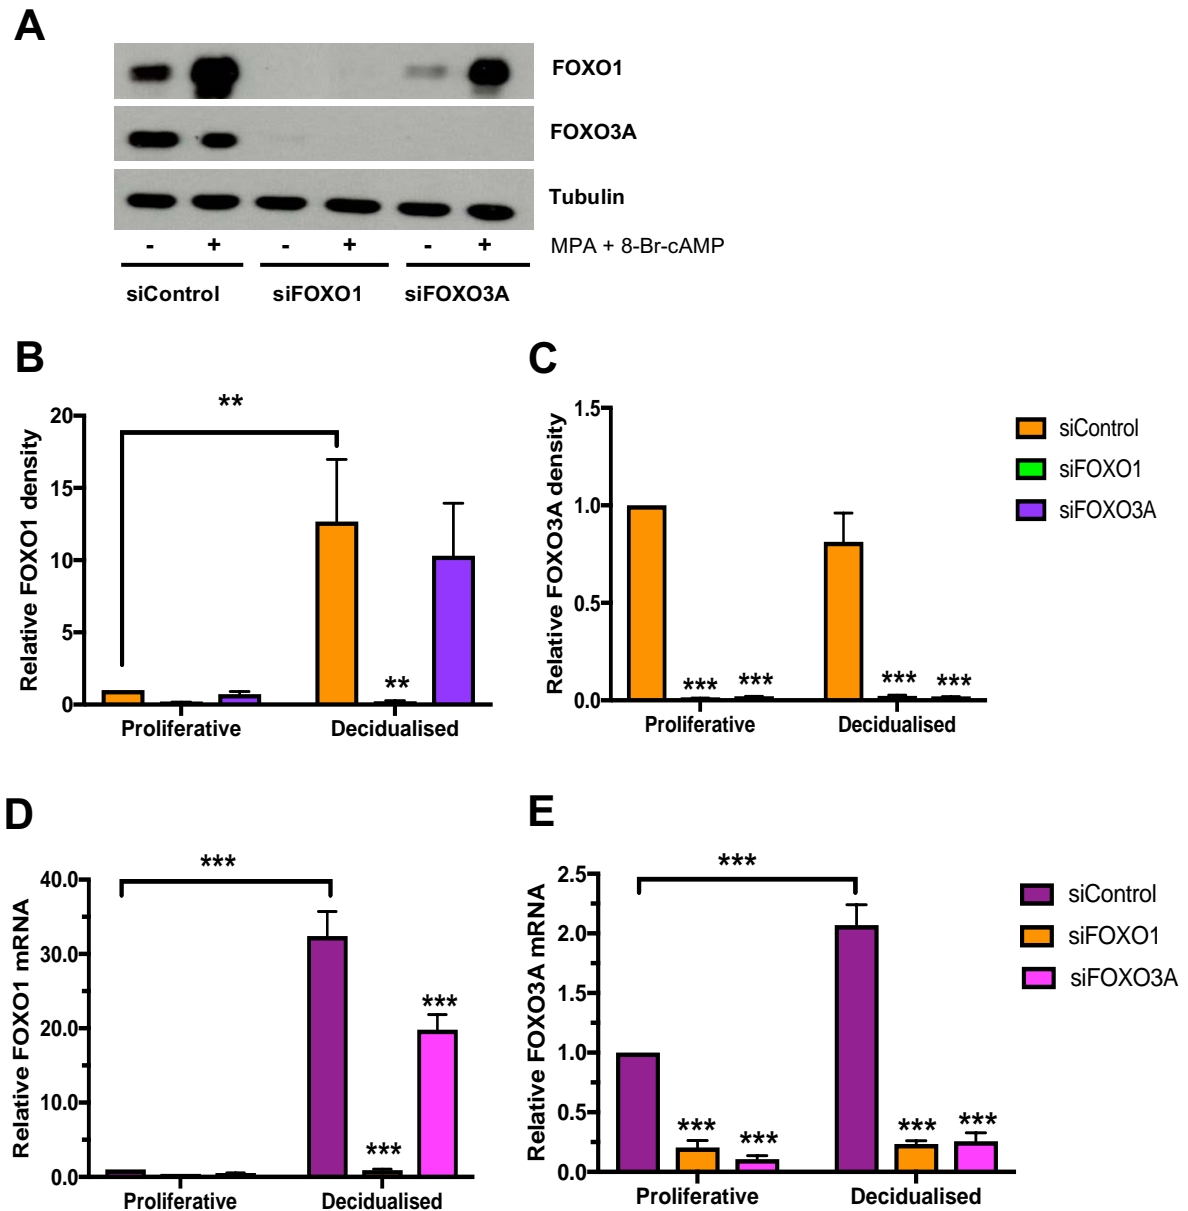 A
FOXO1
FOXO3A
Tubulin
- + - + - + MPA + 8-Br-cAMP
siControl siFOXO1 siFOXO3A
B
Relative FOXO1 density
20
15
10
5
0
**
**
Proliferative Decidualised
C
Relative FOXO3A density
1.5
1.0
0.5
0.0
*** *** *** ***
Proliferative Decidualised
siControl
siFOXO1
siFOXO3A
D
Relative FOXO1 mRNA
40.0
30.0
20.0
10.0
0.0
***
***
***
Proliferative Decidualised
E
Relative FOXO3A mRNA
2.5
2.0
1.5
1.0
0.5
0.0
***
*** *** *** ***
Proliferative Decidualised
siControl
siFOXO1
siFOXO3A